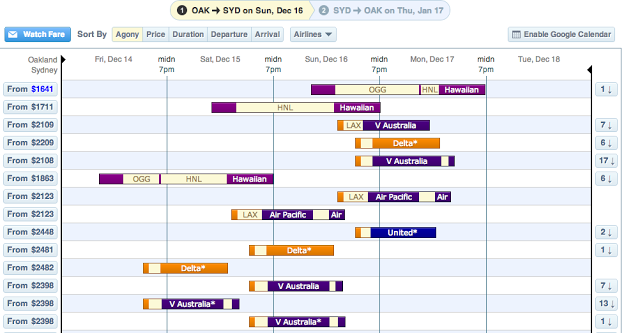 1 OAK → SYD on Sun, Dec 16 2 SYD → OAK on Thu, Jan 17
Watch Fare Sort By Agony Price Duration Departure Arrival Airlines ▾ Enable Google Calendar
Oakland Fri, Dec 14 midn Sat, Dec 15 midn Sun, Dec 16 midn Mon, Dec 17 midn Tue, Dec 18
Sydney 7pm 7pm 7pm 7pm
From $1641 OGG HNL Hawaiian 1 ↓
From $1711 HNL Hawaiian
From $2109 LAX V Australia 7 ↓
From $2209 Delta* 6 ↓
From $2108 V Australia 17 ↓
From $1863 OGG HNL Hawaiian 6 ↓
From $2123 LAX Air Pacific Air
From $2123 LAX Air Pacific Air
From $2448 United* 2 ↓
From $2481 Delta* 1 ↓
From $2482 Delta*
From $2398 V Australia 7 ↓
From $2398 V Australia* 13 ↓
From $2398 V Australia* 1 ↓